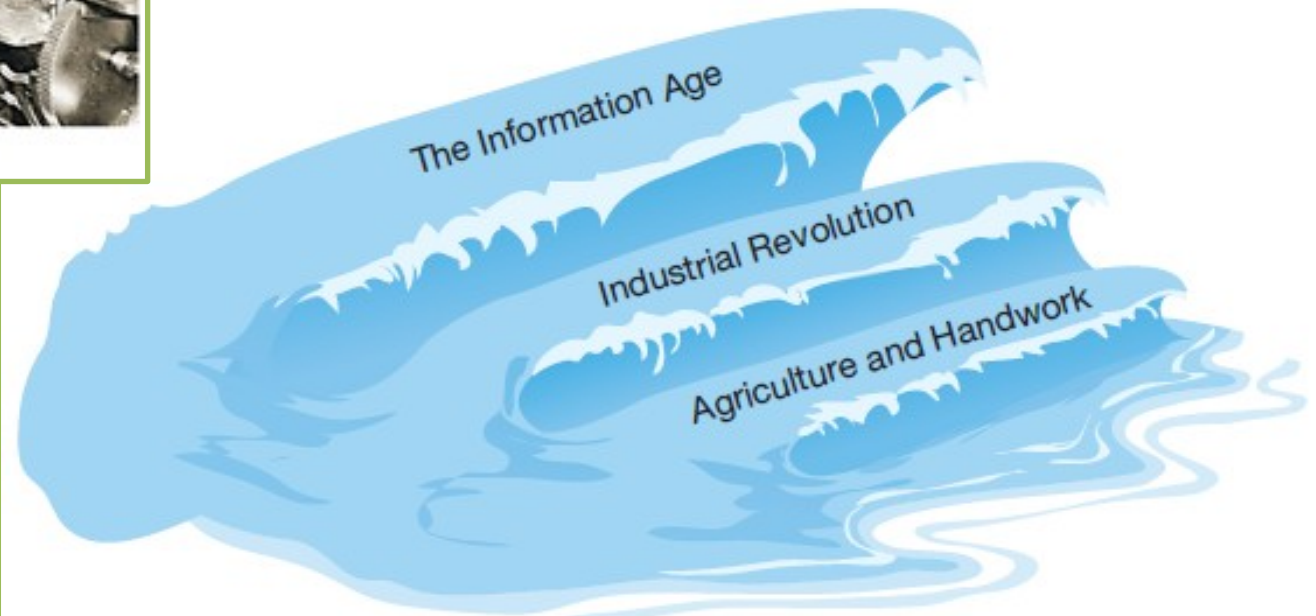 The Information Age
Industrial Revolution
Agriculture and Handwork